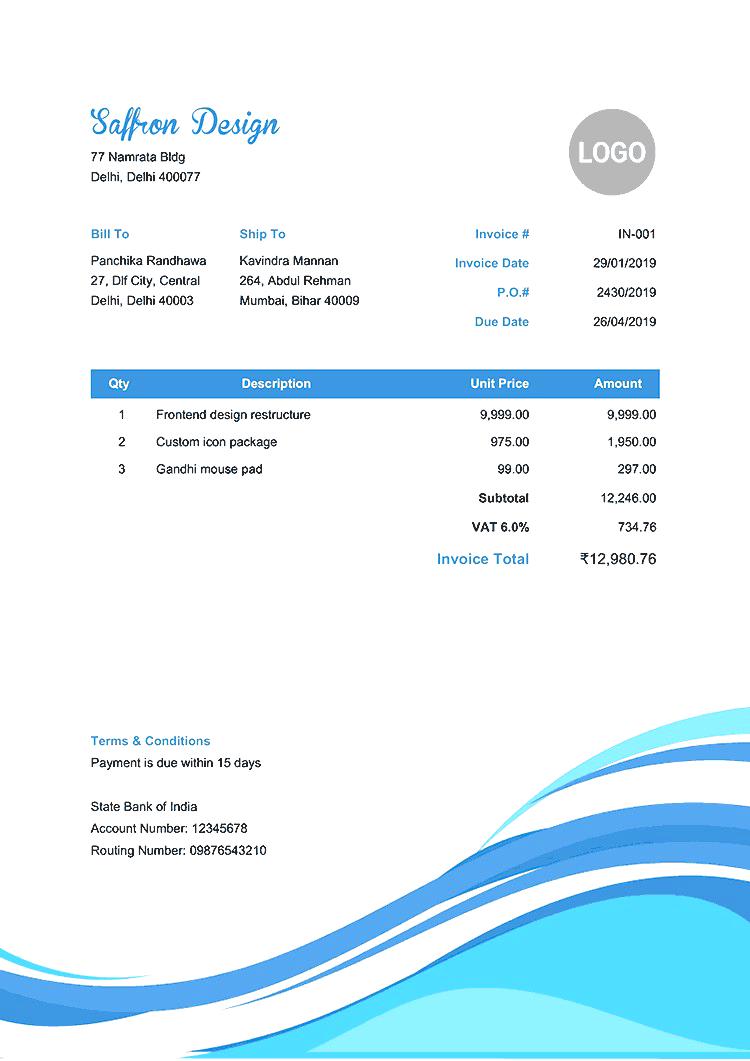 Saffron Design
77 Namrata Bldg
Delhi, Delhi 400077
LOGO
Bill To
Panchika Randhawa
27, Dlf City, Central
Delhi, Delhi 40003
Ship To
Kavindra Mannan
264, Abdul Rehman
Mumbai, Bihar 40009
Invoice # IN-001
Invoice Date 29/01/2019
P.O.# 2430/2019
Due Date 26/04/2019
Qty Description Unit Price Amount
1 Frontend design restructure 9,999.00 9,999.00
2 Custom icon package 975.00 1,950.00
3 Gandhi mouse pad 99.00 297.00
Subtotal 12,246.00
VAT 6.0% 734.76
Invoice Total ₹12,980.76
Terms & Conditions
Payment is due within 15 days
State Bank of India
Account Number: 12345678
Routing Number: 09876543210